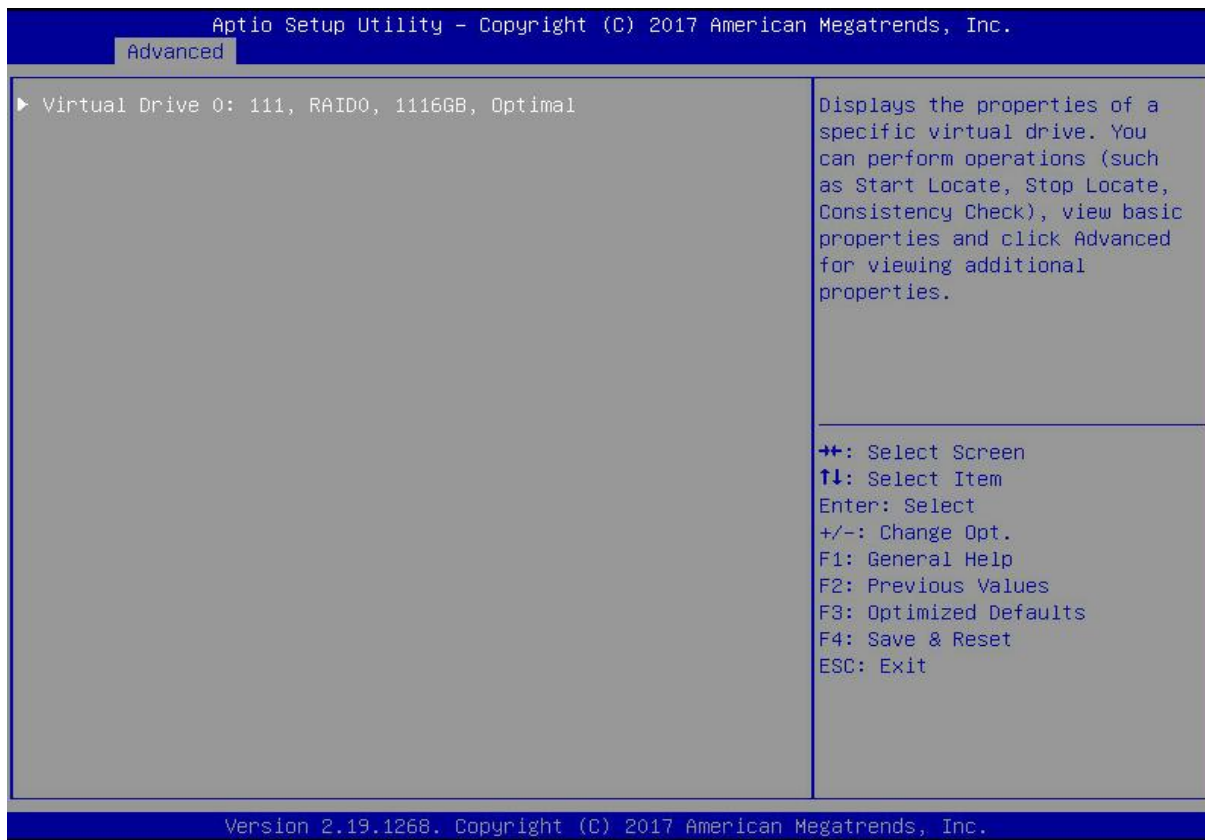 Aptio Setup Utility – Copyright (C) 2017 American Megatrends, Inc.
Advanced
▶ Virtual Drive 0: 111, RAID0, 1116GB, Optimal
Displays the properties of a
specific virtual drive. You
can perform operations (such
as Start Locate, Stop Locate,
Consistency Check), view basic
properties and click Advanced
for viewing additional
properties.
→←: Select Screen
↑↓: Select Item
Enter: Select
+/-: Change Opt.
F1: General Help
F2: Previous Values
F3: Optimized Defaults
F4: Save & Reset
ESC: Exit
Version 2.19.1268. Copyright (C) 2017 American Megatrends, Inc.